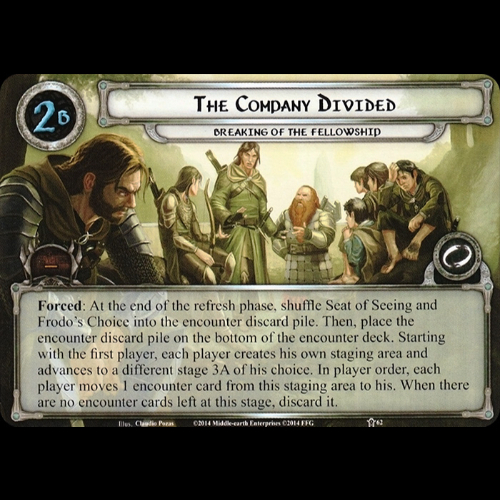 2B
The Company Divided
Breaking of the Fellowship
Forced: At the end of the refresh phase, shuffle Seat of Seeing and
Frodo's Choice into the encounter discard pile. Then, place the
encounter discard pile on the bottom of the encounter deck. Starting
with the first player, each player creates his own staging area and
advances to a different stage 3A of his choice. In player order, each
player moves 1 encounter card from this staging area to his. When there
are no encounter cards left at this stage, discard it.
Illus. Claudio Pozas ©2014 Middle-earth Enterprises ©2014 FFG 62